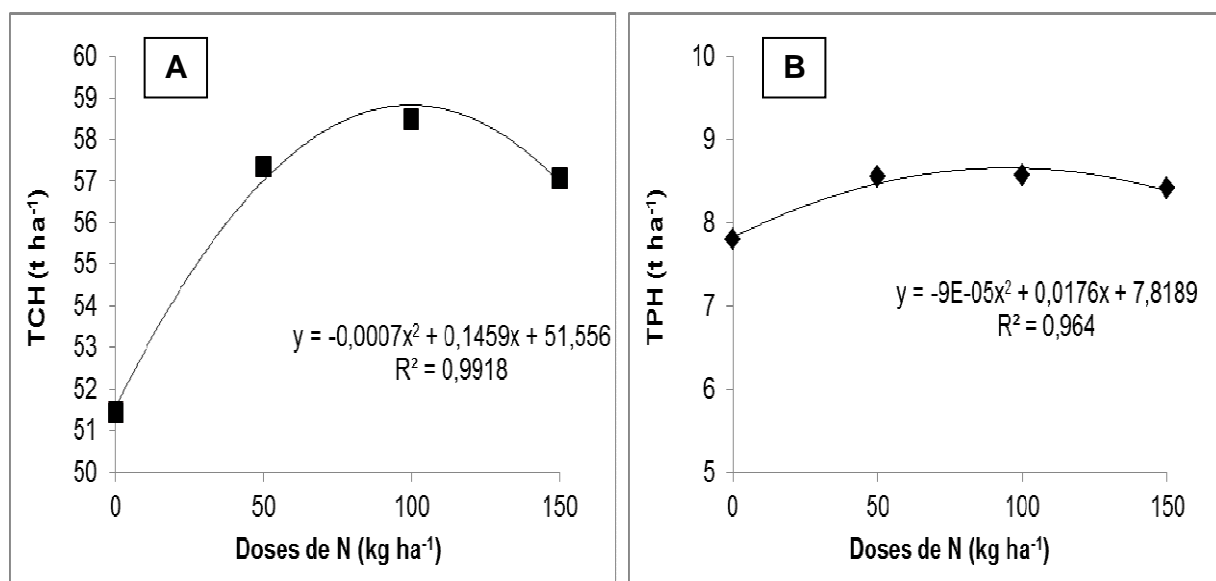 A
TCH (t ha⁻¹)
60
59
58
57
56
55
54
53
52
51
50
y = -0,0007x² + 0,1459x + 51,556
R² = 0,9918
0 50 100 150
Doses de N (kg ha⁻¹)
B
TPH (t ha⁻¹)
10
9
8
7
6
5
y = -9E-05x² + 0,0176x + 7,8189
R² = 0,964
0 50 100 150
Doses de N (kg ha⁻¹)